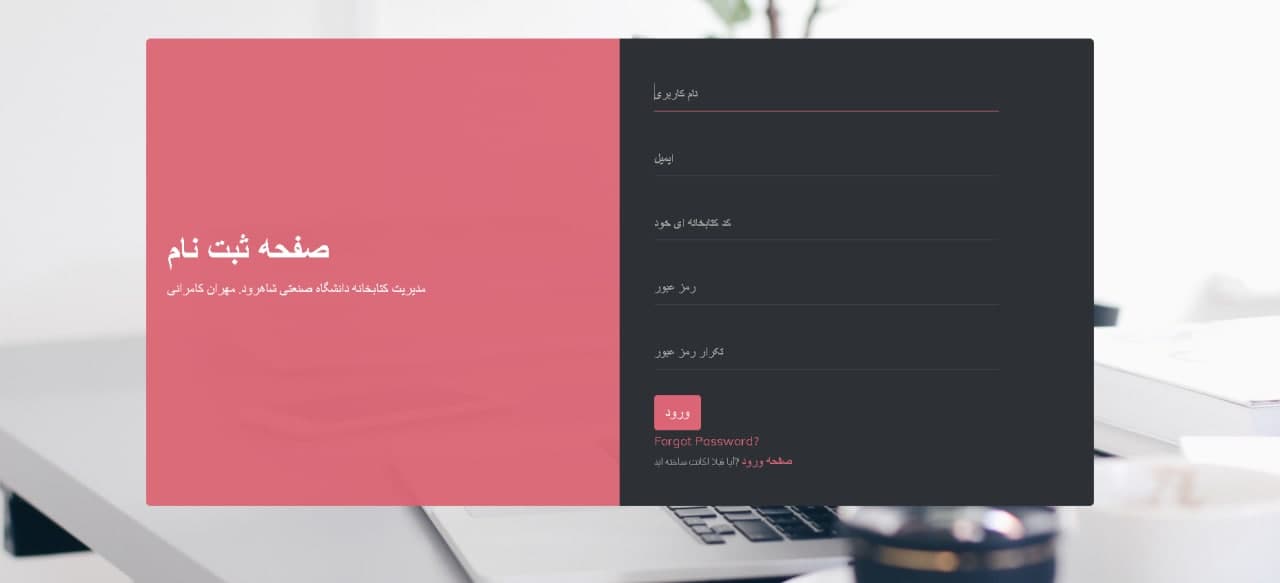 صفحه ثبت نام
مدیریت کتابخانه دانشگاه صنعتی شاهرود. مهران کامرانی
نام کاربری
ایمیل
کد کتابخانه ای خود
رمز عبور
تکرار رمز عبور
ورود
Forgot Password?
آیا قبلا اکانت ساخته اید? صفحه ورود